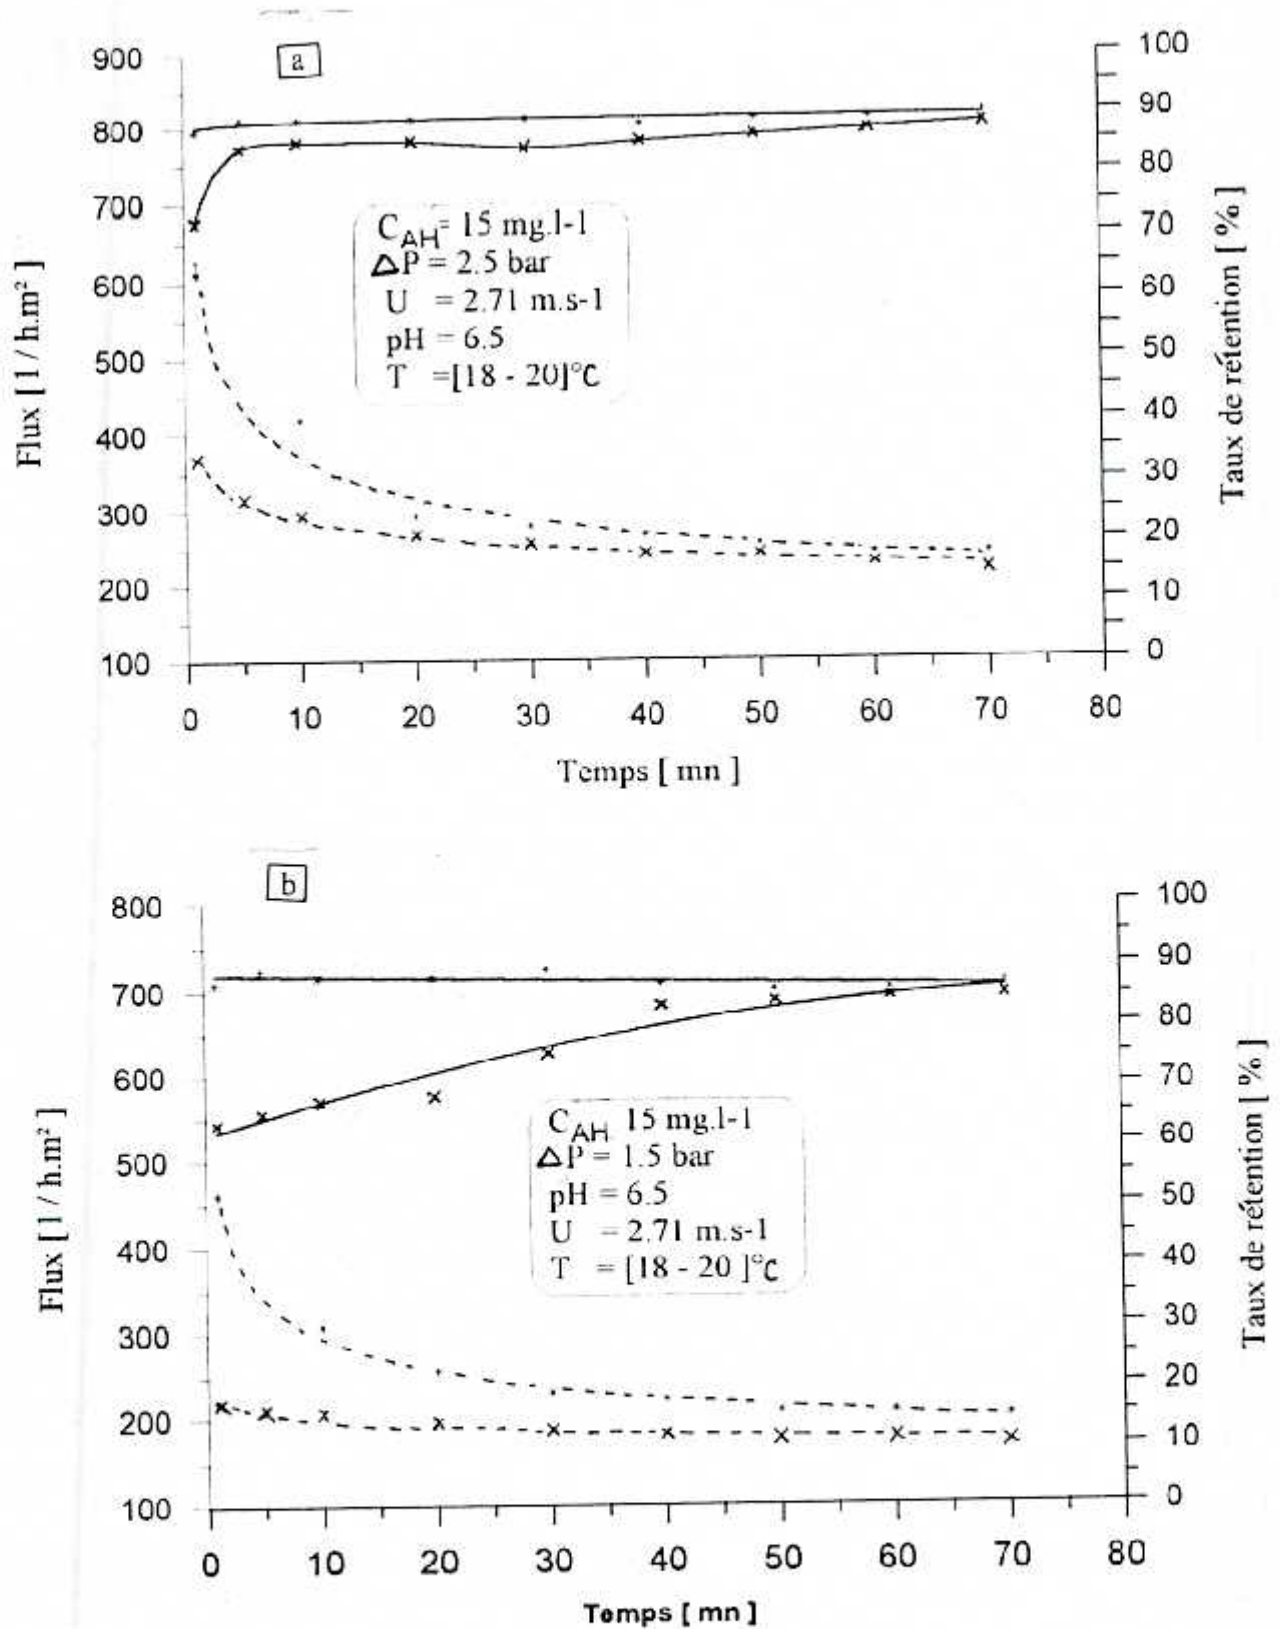 a
900
800
700
600
500
400
300
200
100
100
90
80
70
60
50
40
30
20
10
0
Flux [ l / h.m² ]
Taux de rétention [ % ]
C AH = 15 mg.l-1
ΔP = 2.5 bar
U = 2.71 m.s-1
pH = 6.5
T =[18 - 20]°C
0 10 20 30 40 50 60 70 80
Temps [ mn ]
b
800
700
600
500
400
300
200
100
100
90
80
70
60
50
40
30
20
10
0
Flux [ l / h.m² ]
Taux de rétention [ % ]
C AH 15 mg.l-1
ΔP = 1.5 bar
pH = 6.5
U = 2.71 m.s-1
T = [18 - 20 ]°C
0 10 20 30 40 50 60 70 80
Temps [ mn ]